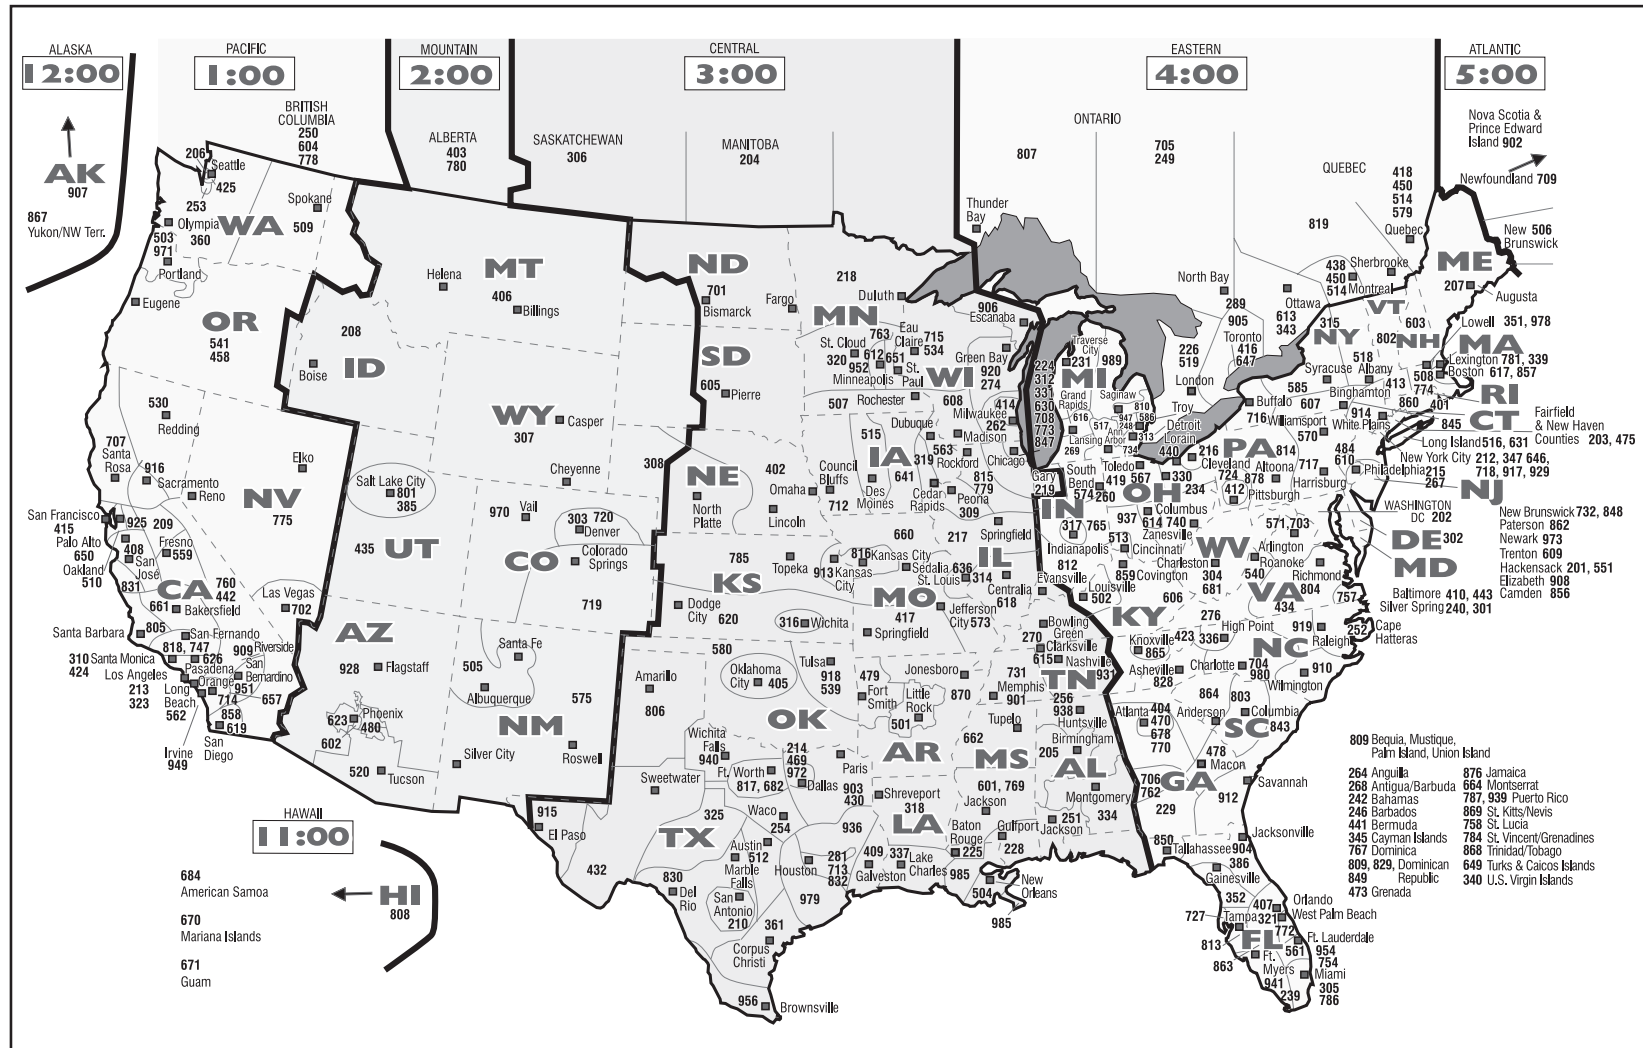 ALASKA
12:00
PACIFIC
1:00
MOUNTAIN
2:00
CENTRAL
3:00
EASTERN
4:00
ATLANTIC
5:00
BRITISH
COLUMBIA
250
604
778
ALBERTA
403
780
SASKATCHEWAN
306
MANITOBA
204
ONTARIO
807
705
249
QUEBEC
418
450
514
579
819
Quebec
Nova Scotia &
Prince Edward
Island 902
Newfoundland 709
New 506
Brunswick
AK
907
867
Yukon/NW Terr.
206
Seattle
425
253
Olympia
360
WA
Spokane
509
503
971
Portland
Eugene
OR
541
458
MT
Helena
406
Billings
208
ID
Boise
WY
307
Casper
Cheyenne
308
530
Redding
707
Santa
Rosa
916
Sacramento
Reno
Elko
NV
775
San Francisco
415
925
209
Palo Alto
650
Oakland
510
408
San
José
Fresno
559
831
CA
760
442
661
Bakersfield
Las Vegas
702
Santa Barbara
805
San Fernando
818, 747
909
Riverside
310 Santa Monica
424
626
Pasadena
San
Bernardino
Los Angeles
213
323
Orange
951
Long
Beach
562
714
657
858
619
Irvine
949
San
Diego
Salt Lake City
801
385
435
UT
970
Vail
303
720
Denver
CO
Colorado
Springs
719
AZ
928
Flagstaff
Phoenix
623
480
602
520
Tucson
Santa Fe
505
Albuquerque
575
NM
Silver City
Roswell
ND
701
Bismarck
Fargo
SD
605
Pierre
NE
402
Omaha
North
Platte
Lincoln
785
KS
Topeka
913
Kansas
City
Dodge
City
620
316
Wichita
580
Oklahoma
City
405
Tulsa
918
539
OK
Amarillo
806
Wichita
Falls
940
Sweetwater
Ft. Worth
817, 682
214
469
972
Dallas
Paris
903
430
915
El Paso
TX
325
Waco
254
936
Austin
512
Marble
Falls
432
830
Del
Rio
San
Antonio
210
Houston
281
713
832
409
Galveston
979
361
Corpus
Christi
956
Brownsville
218
Duluth
MN
763
St. Cloud
320
612
651
952
Minneapolis
St.
Paul
Rochester
507
Eau
Claire
715
534
WI
Green Bay
920
274
608
Milwaukee
414
262
Madison
906
Escanaba
515
IA
Dubuque
563
319
641
Des
Moines
Cedar
Rapids
Council
Bluffs
712
Rockford
815
779
Chicago
Peoria
309
224
312
331
630
708
773
847
Springfield
217
IL
Centralia
618
660
816
Kansas City
Sedalia
636
St. Louis
314
MO
Jefferson
City
573
417
Springfield
479
Fort
Smith
Jonesboro
870
Little
Rock
501
AR
Shreveport
318
LA
337
Lake
Charles
Baton
Rouge
225
985
504
New
Orleans
985
731
Memphis
901
Tupelo
662
MS
601, 769
Jackson
Gulfport
228
TN
615
Nashville
931
Clarksville
Bowling
Green
270
256
938
Huntsville
205
Birmingham
AL
Montgomery
251
Jackson
334
Thunder
Bay
North Bay
289
905
Toronto
416
647
226
519
London
Ottawa
613
343
438
450
514
Montreal
Sherbrooke
Traverse
City
231
989
MI
Grand
Rapids
616
Saginaw
810
947
586
248
517
Ann
Arbor
313
Lansing
269
734
Troy
Detroit
South
Bend
574
Gary
219
260
IN
317
765
Indianapolis
812
Evansville
Toledo
419
567
Lorain
440
216
Cleveland
330
234
OH
Columbus
614
740
Zanesville
937
513
Cincinnati
859
Covington
Louisville
502
KY
606
Knoxville
865
423
WV
Charleston
304
681
PA
Altoona
814
724
878
412
Pittsburgh
717
Harrisburg
Williamsport
570
484
610
Philadelphia
215
267
Buffalo
716
585
Syracuse
315
NY
518
Albany
607
Binghamton
914
White Plains
VT
802
603
NH
ME
207
Augusta
Lowell 351, 978
MA
Lexington 781, 339
Boston 617, 857
508
774
413
RI
401
860
CT
845
Fairfield
& New Haven
Counties 203, 475
Long Island 516, 631
New York City 212, 347 646,
718, 917, 929
NJ
WASHINGTON
DC 202
New Brunswick 732, 848
Paterson 862
Newark 973
Trenton 609
Hackensack 201, 551
Elizabeth 908
Camden 856
DE
302
MD
Baltimore 410, 443
Silver Spring 240, 301
571, 703
Arlington
Roanoke
540
Richmond
VA
804
434
757
276
High Point
336
919
Raleigh
252
Cape
Hatteras
NC
Charlotte
704
980
910
Wilmington
Asheville
828
864
803
Anderson
Columbia
SC
843
Atlanta
404
470
678
770
478
Macon
706
762
GA
Savannah
912
229
850
Tallahassee
Jacksonville
904
386
Gainesville
352
407
Orlando
727
Tampa
321
West Palm Beach
772
813
FL
561
Ft. Lauderdale
954
754
863
Ft.
Myers
941
239
Miami
305
786
HAWAII
11:00
684
American Samoa
670
Mariana Islands
671
Guam
HI
808
809 Bequia, Mustique,
Palm Island, Union Island
264 Anguilla
268 Antigua/Barbuda
242 Bahamas
246 Barbados
441 Bermuda
345 Cayman Islands
767 Dominica
809, 829, Dominican
849 Republic
473 Grenada
876 Jamaica
664 Montserrat
787, 939 Puerto Rico
869 St. Kitts/Nevis
758 St. Lucia
784 St. Vincent/Grenadines
868 Trinidad/Tobago
649 Turks & Caicos Islands
340 U.S. Virgin Islands